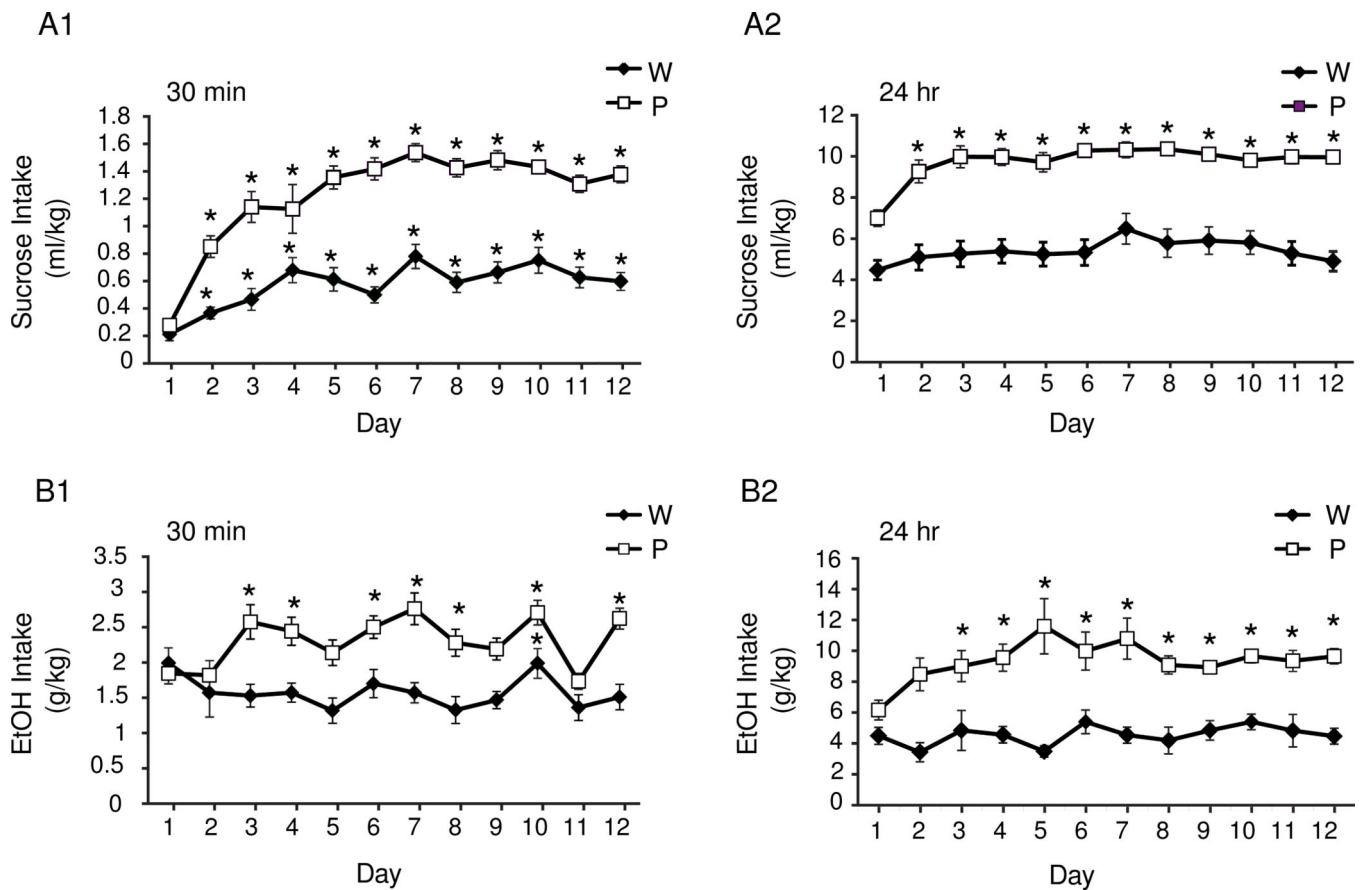 A1
30 min
W
P
1.8
1.6
1.4
1.2
1
0.8
0.6
0.4
0.2
0
Sucrose Intake
(ml/kg)
* * * * * * * * * * *
* * * * * * * * * * *
1 2 3 4 5 6 7 8 9 10 11 12
Day
A2
24 hr
W
P
12
10
8
6
4
2
0
Sucrose Intake
(ml/kg)
* * * * * * * * * * *
1 2 3 4 5 6 7 8 9 10 11 12
Day
B1
30 min
W
P
3.5
3
2.5
2
1.5
1
0.5
0
EtOH Intake
(g/kg)
* * * * * * *
*
1 2 3 4 5 6 7 8 9 10 11 12
Day
B2
24 hr
W
P
16
14
12
10
8
6
4
2
0
EtOH Intake
(g/kg)
* * * * * * * * * *
1 2 3 4 5 6 7 8 9 10 11 12
Day